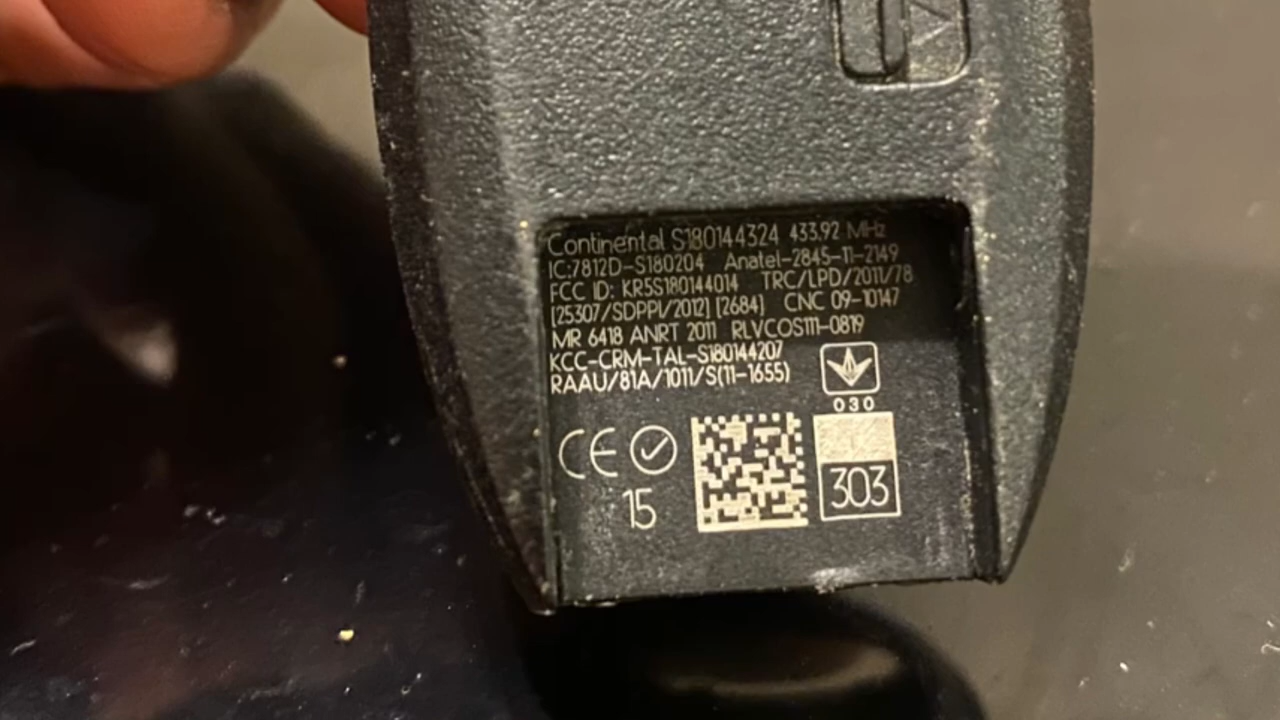 Continental S180144324 433.92 MHz
IC:7812D-S180204 Anatel-2845-11-2149
FCC ID: KR5S180144014 TRC/LPD/2011/78
[25307/SDPPI/2012] [2684] CNC 09-10147
MR 6418 ANRT 2011 RLVCOS111-0819
KCC-CRM-TAL-S180144207
RAAU/81A/1011/S(11-1655)
030
CE
15
303